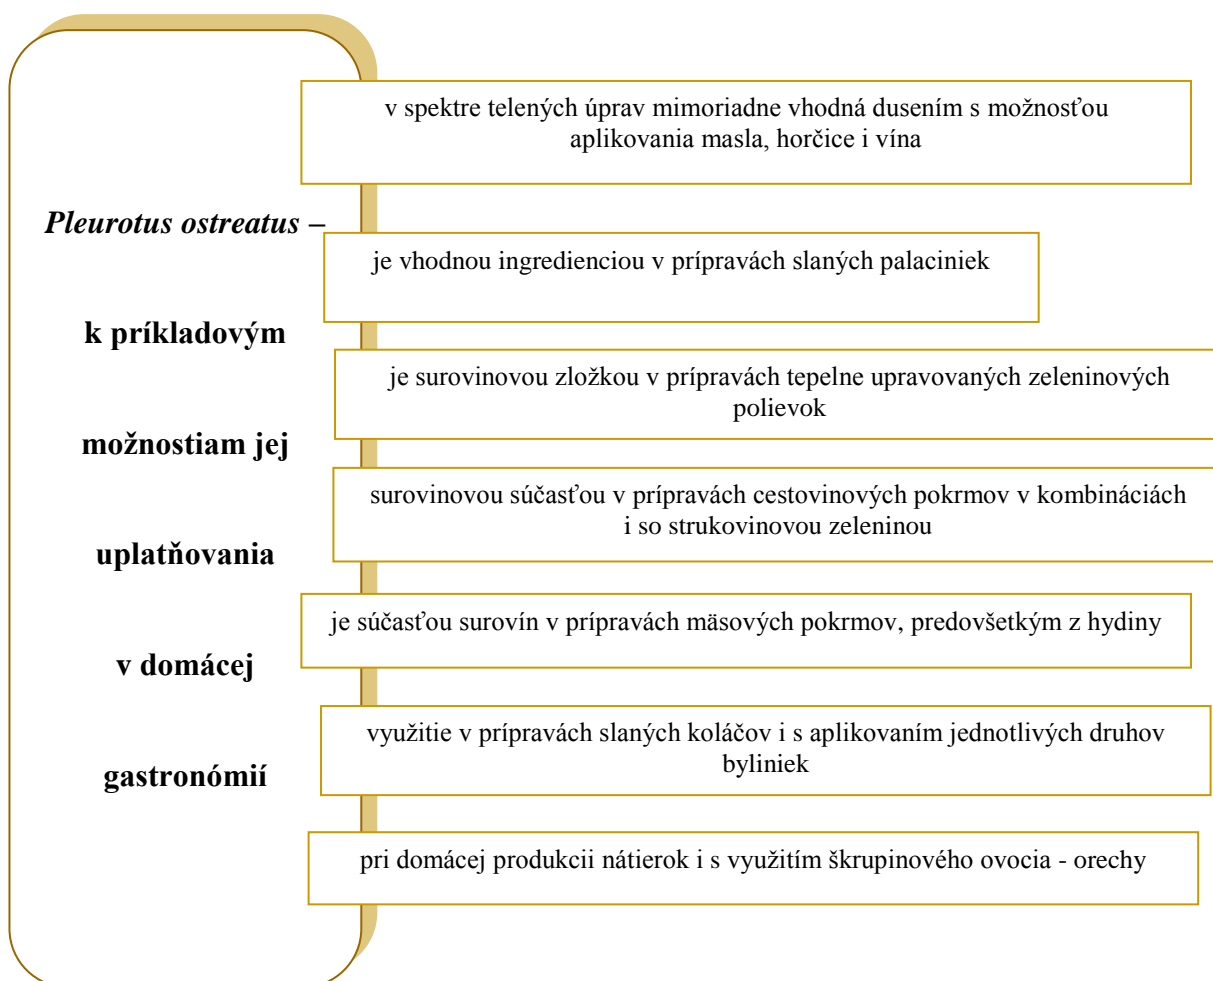 v spektre telených úprav mimoriadne vhodná dusením s možnosťou
aplikovania masla, horčice i vína
Pleurotus ostreatus –
je vhodnou ingredienciou v prípravách slaných palaciniek
k príkladovým
je surovinovou zložkou v prípravách tepelne upravovaných zeleninových
polievok
možnostiam jej
surovinovou súčasťou v prípravách cestovinových pokrmov v kombináciách
i so strukovinovou zeleninou
uplatňovania
je súčasťou surovín v prípravách mäsových pokrmov, predovšetkým z hydiny
v domácej
využitie v prípravách slaných koláčov i s aplikovaním jednotlivých druhov
byliniek
gastronómií
pri domácej produkcii nátierok i s využitím škrupinového ovocia - orechy